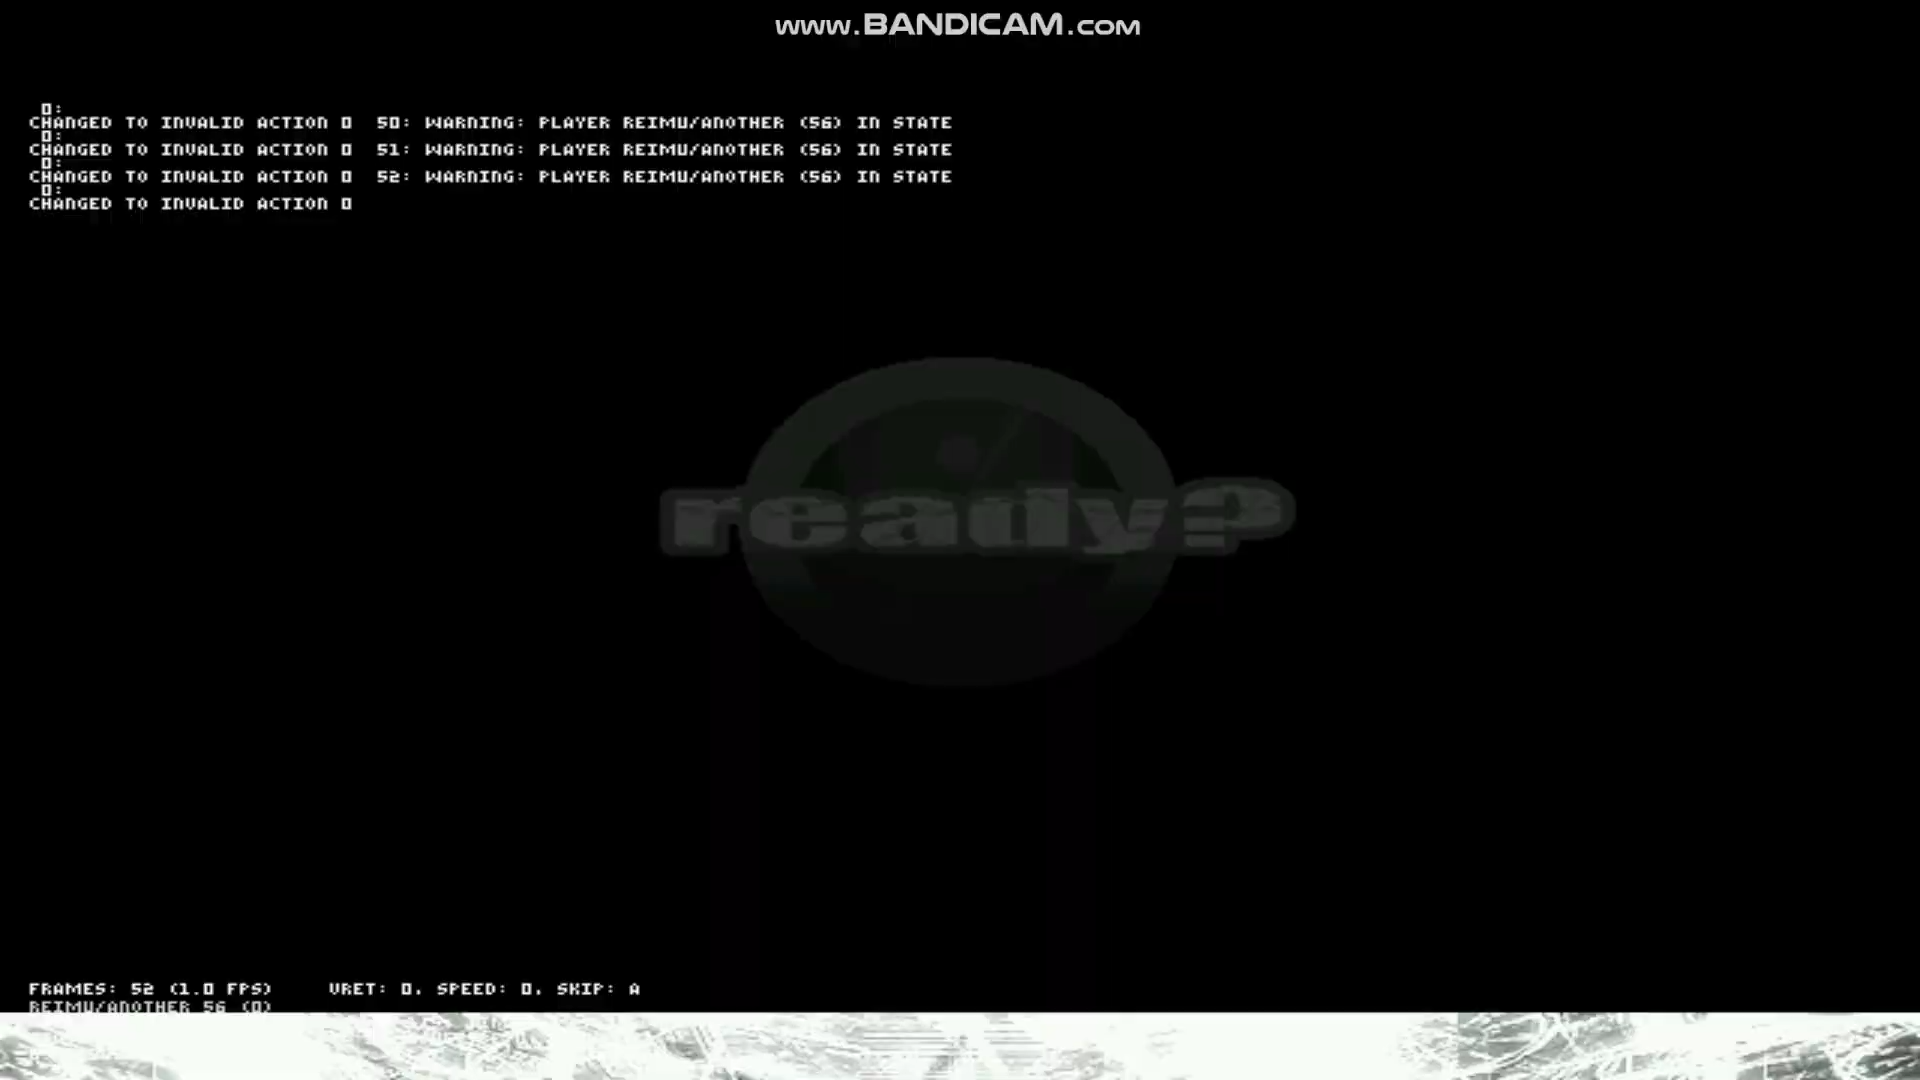 www.BANDICAM.com
0:
CHANGED TO INVALID ACTION 0  50: WARNING: PLAYER REIMU/ANOTHER (56) IN STATE
0:
CHANGED TO INVALID ACTION 0  51: WARNING: PLAYER REIMU/ANOTHER (56) IN STATE
0:
CHANGED TO INVALID ACTION 0  52: WARNING: PLAYER REIMU/ANOTHER (56) IN STATE
0:
CHANGED TO INVALID ACTION 0
ready?
FRAMES: 52 (1.0 FPS)     VRET: 0. SPEED: 0. SKIP: A
REIMU/ANOTHER 56 (0)